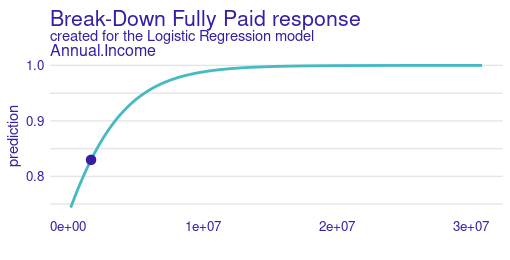 Break-Down Fully Paid response
created for the Logistic Regression model
Annual.Income
1.0
0.9
0.8
prediction
0e+00 1e+07 2e+07 3e+07